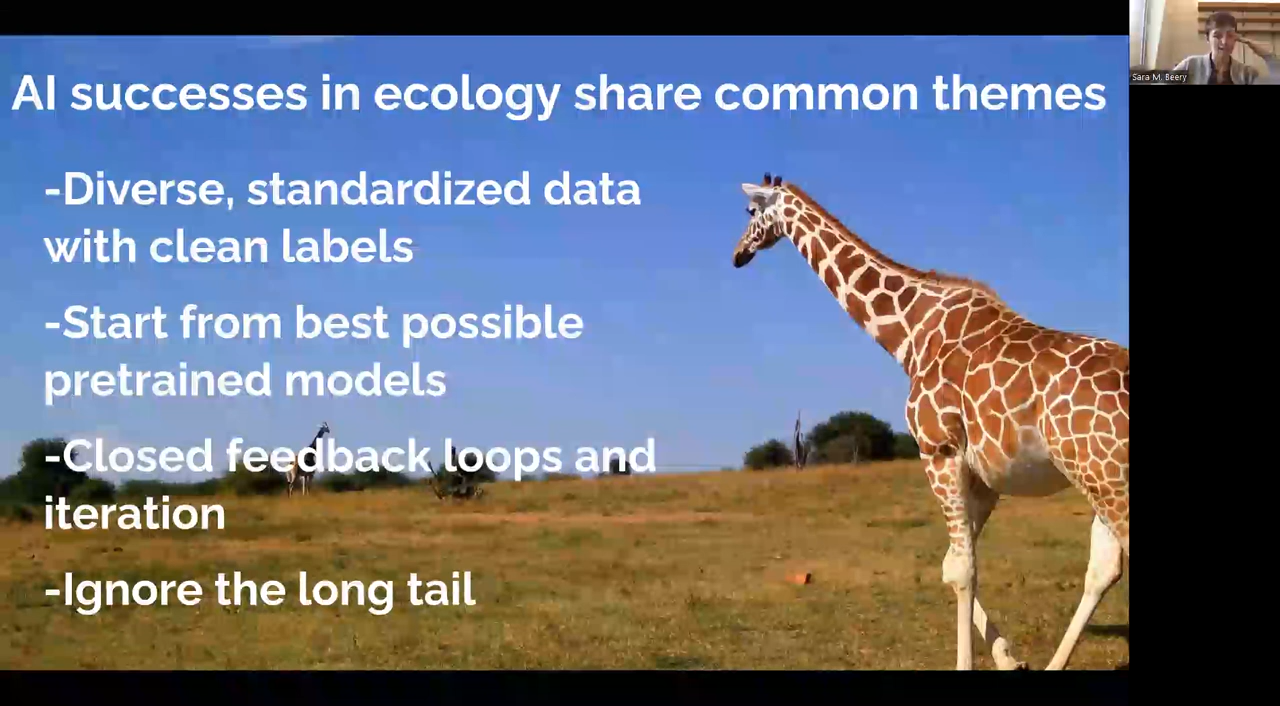 AI successes in ecology share common themes
-Diverse, standardized data
with clean labels
-Start from best possible
pretrained models
-Closed feedback loops and
iteration
-Ignore the long tail
Sara M. Beery